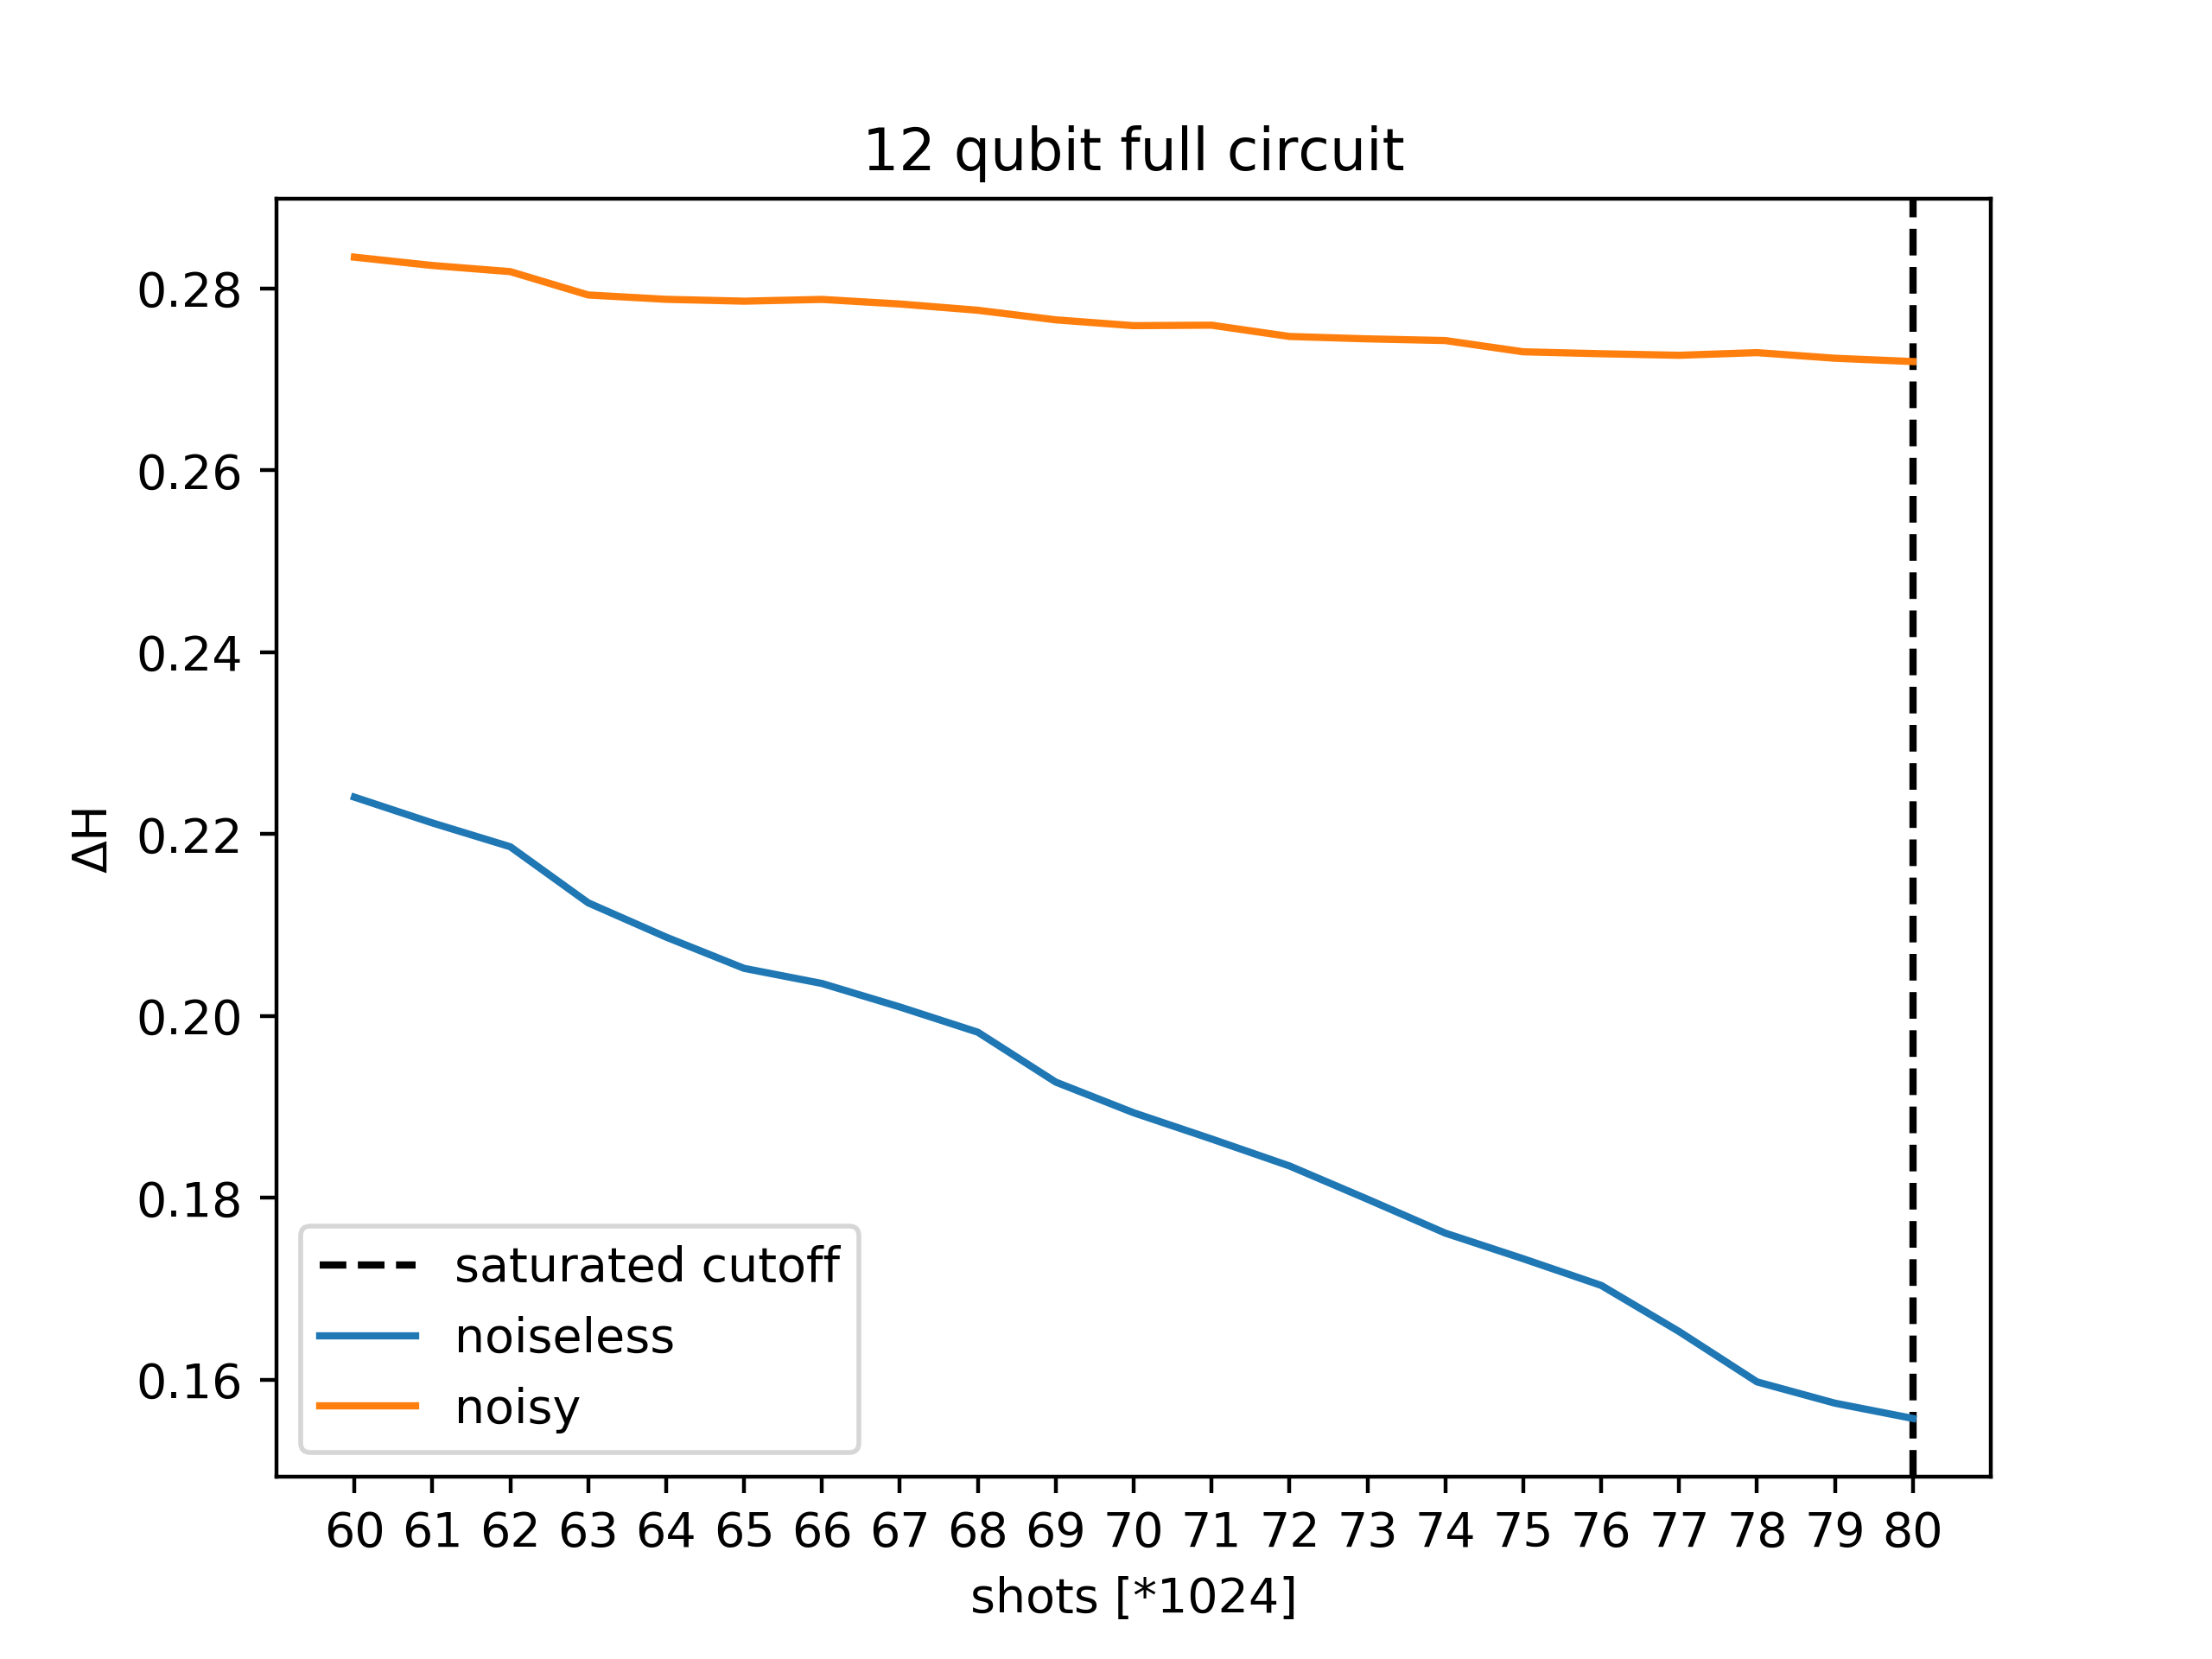 12 qubit full circuit
0.28
0.26
0.24
0.22
0.20
0.18
0.16
ΔH
saturated cutoff
noiseless
noisy
60 61 62 63 64 65 66 67 68 69 70 71 72 73 74 75 76 77 78 79 80
shots [*1024]